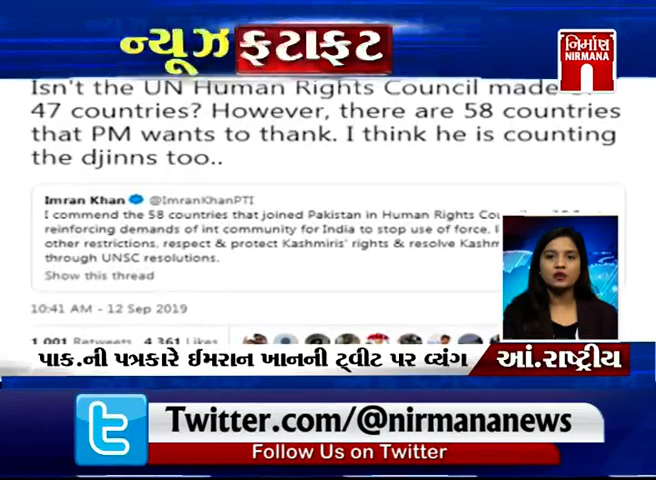 ન્યૂઝ ફટાફટ
નિર્માણ
NIRMANA
Isn't the UN Human Rights Council made
47 countries? However, there are 58 countries
that PM wants to thank. I think he is counting
the djinns too..
Imran Khan @ImranKhanPTI
I commend the 58 countries that joined Pakistan in Human Rights
reinforcing demands of int community for India to stop use of force,
other restrictions, respect & protect Kashmiris' rights & resolve
through UNSC resolutions.
Show this thread
10:41 AM - 12 Sep 2019
1,001 Retweets 4,361 Likes
પાક.ની પત્રકારે ઈમરાન ખાનની ટ્વીટ પર વ્યંગ
આં.રાષ્ટ્રીય
Twitter.com/@nirmananews
Follow Us on Twitter